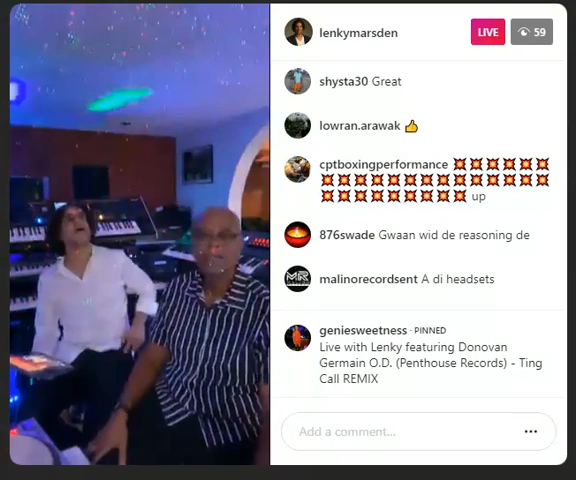 lenkymarsden
LIVE
59
shysta30 Great
lowran.arawak 👍
cptboxingperformance 💥💥💥💥💥💥
💥💥💥💥💥💥💥💥💥💥💥💥💥💥
💥💥💥💥💥💥💥💥💥 up
876swade Gwaan wid de reasoning de
MR
malinorecordsent A di headsets
geniesweetness · PINNED
Live with Lenky featuring Donovan
Germain O.D. (Penthouse Records) - Ting
Call REMIX
Add a comment...